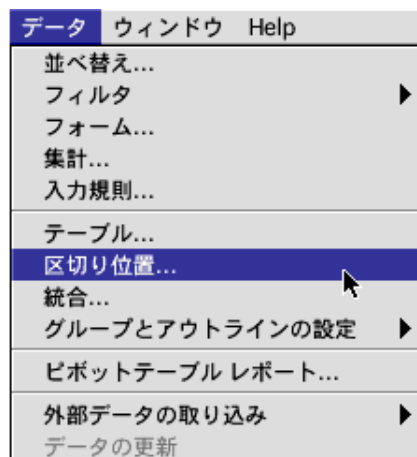 データ ウィンドウ Help
並べ替え...
フィルタ
フォーム...
集計...
入力規則...
テーブル...
区切り位置...
統合...
グループとアウトラインの設定
ピボットテーブル レポート...
外部データの取り込み
データの更新